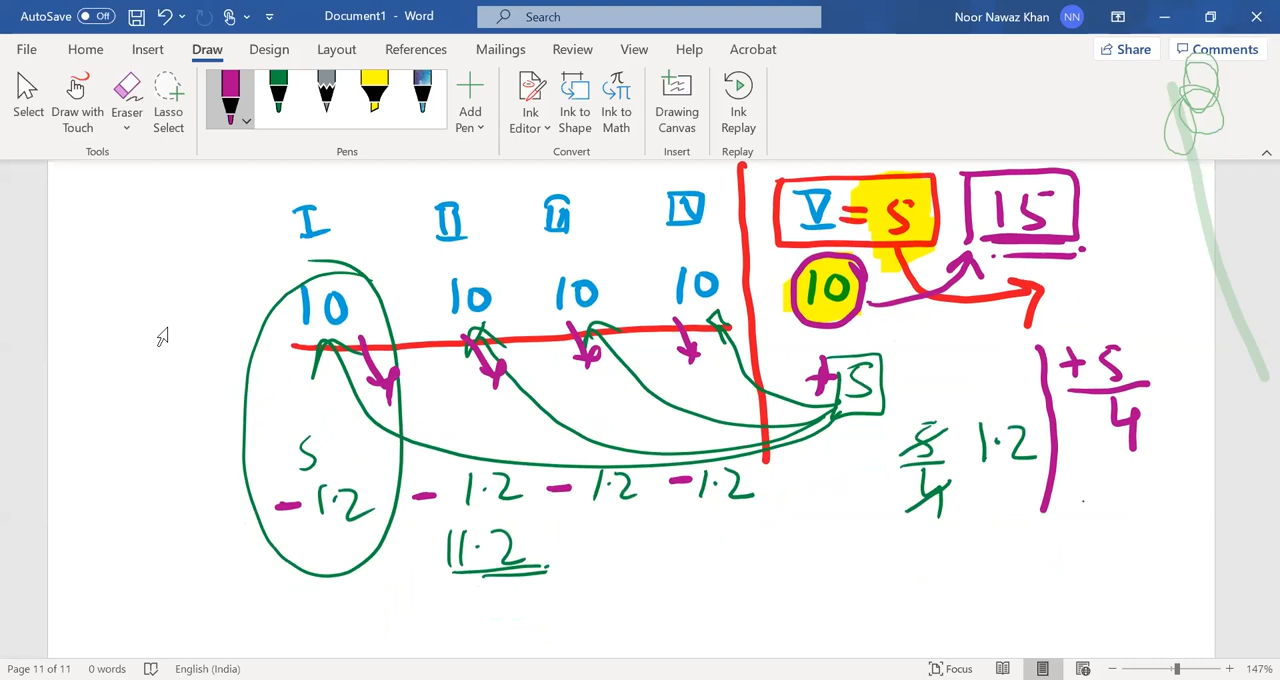 AutoSave Off Document1 - Word Search Noor Nawaz Khan NN
File Home Insert Draw Design Layout References Mailings Review View Help Acrobat Share Comments
Select Draw with Touch Eraser Lasso Select Add Pen Ink Editor Ink to Shape Ink to Math Drawing Canvas Ink Replay
Tools Pens Convert Insert Replay
I II III IV V = 5 15
10 10 10 10 10
+ 5
+5/4
5
5/4 1.2
- 1.2 - 1.2 - 1.2 - 1.2
11.2
Page 11 of 11 0 words English (India) Focus 147%